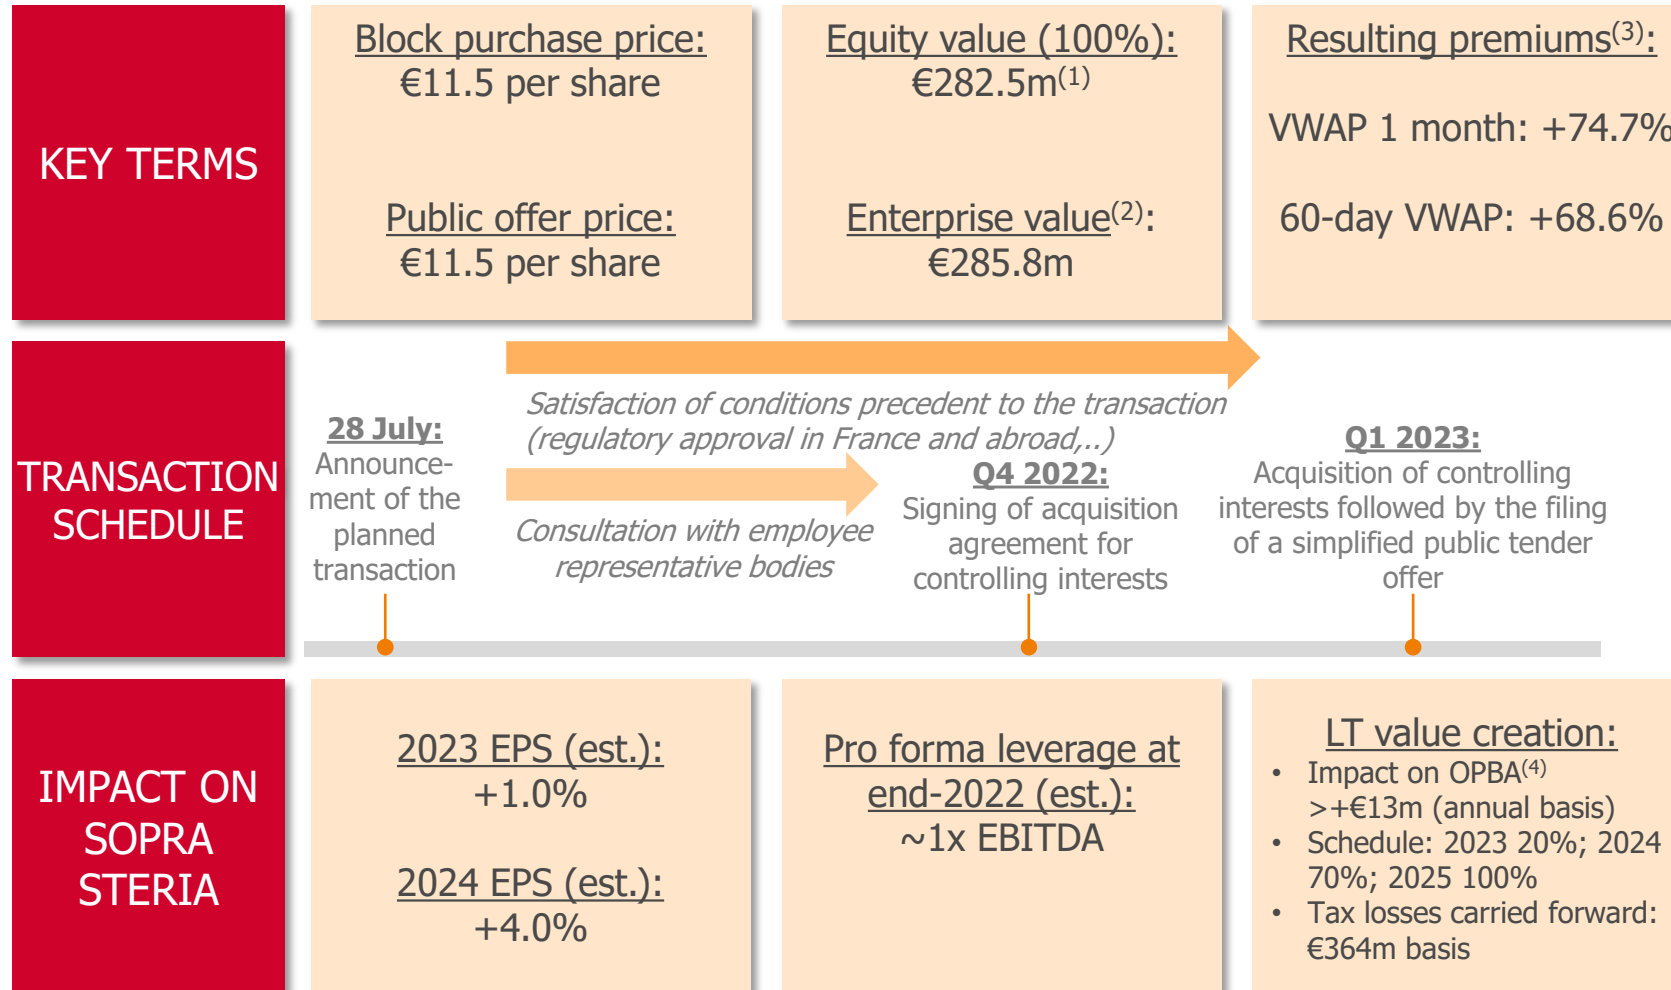 KEY TERMS
Block purchase price:
€11.5 per share
Public offer price:
€11.5 per share
Equity value (100%):
€282.5m(1)
Enterprise value(2):
€285.8m
Resulting premiums(3):
VWAP 1 month: +74.7%
60-day VWAP: +68.6%
TRANSACTION
SCHEDULE
28 July:
Announce-
ment of the
planned
transaction
Satisfaction of conditions precedent to the transaction
(regulatory approval in France and abroad,..)
Consultation with employee
representative bodies
Q4 2022:
Signing of acquisition
agreement for
controlling interests
Q1 2023:
Acquisition of controlling
interests followed by the filing
of a simplified public tender
offer
IMPACT ON
SOPRA
STERIA
2023 EPS (est.):
+1.0%
2024 EPS (est.):
+4.0%
Pro forma leverage at
end-2022 (est.):
~1x EBITDA
LT value creation:
• Impact on OPBA(4)
>+€13m (annual basis)
• Schedule: 2023 20%; 2024
70%; 2025 100%
• Tax losses carried forward:
€364m basis